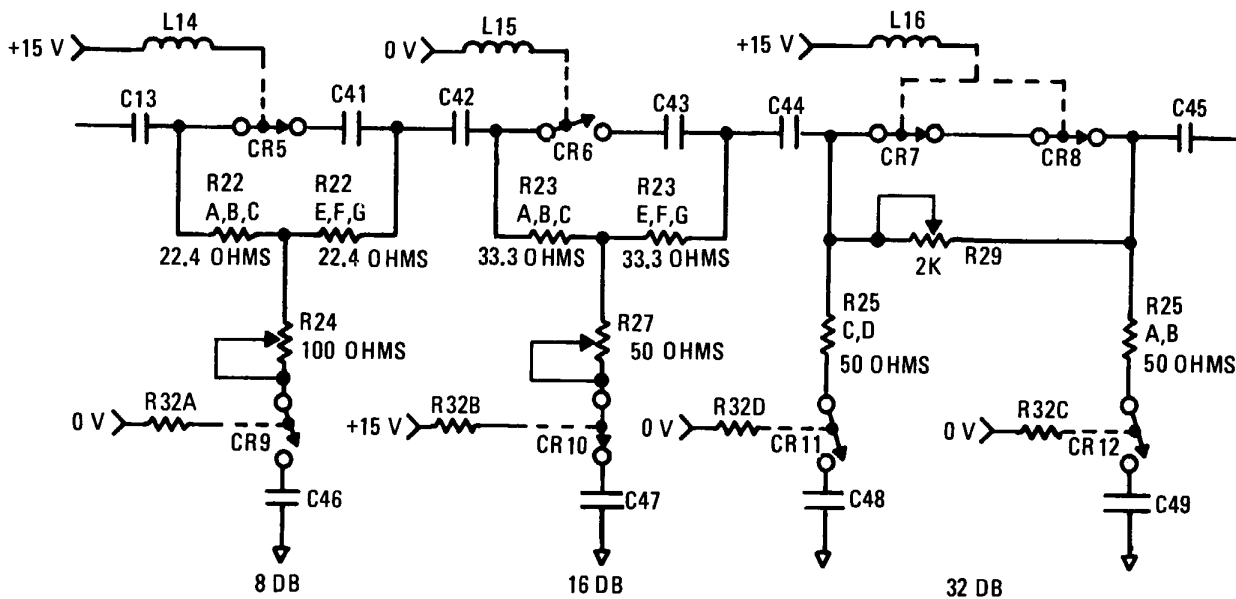 L14
+15 V
L15
0 V
L16
+15 V
C13
CR5
C41
C42
CR6
C43
C44
CR7
CR8
C45
R22
A,B,C
22.4 OHMS
R22
E,F,G
22.4 OHMS
R23
A,B,C
33.3 OHMS
R23
E,F,G
33.3 OHMS
2K
R29
R24
100 OHMS
R27
50 OHMS
R25
C,D
50 OHMS
R25
A,B
50 OHMS
0 V
R32A
CR9
+15 V
R32B
CR10
0 V
R32D
CR11
0 V
R32C
CR12
C46
C47
C48
C49
8 DB
16 DB
32 DB